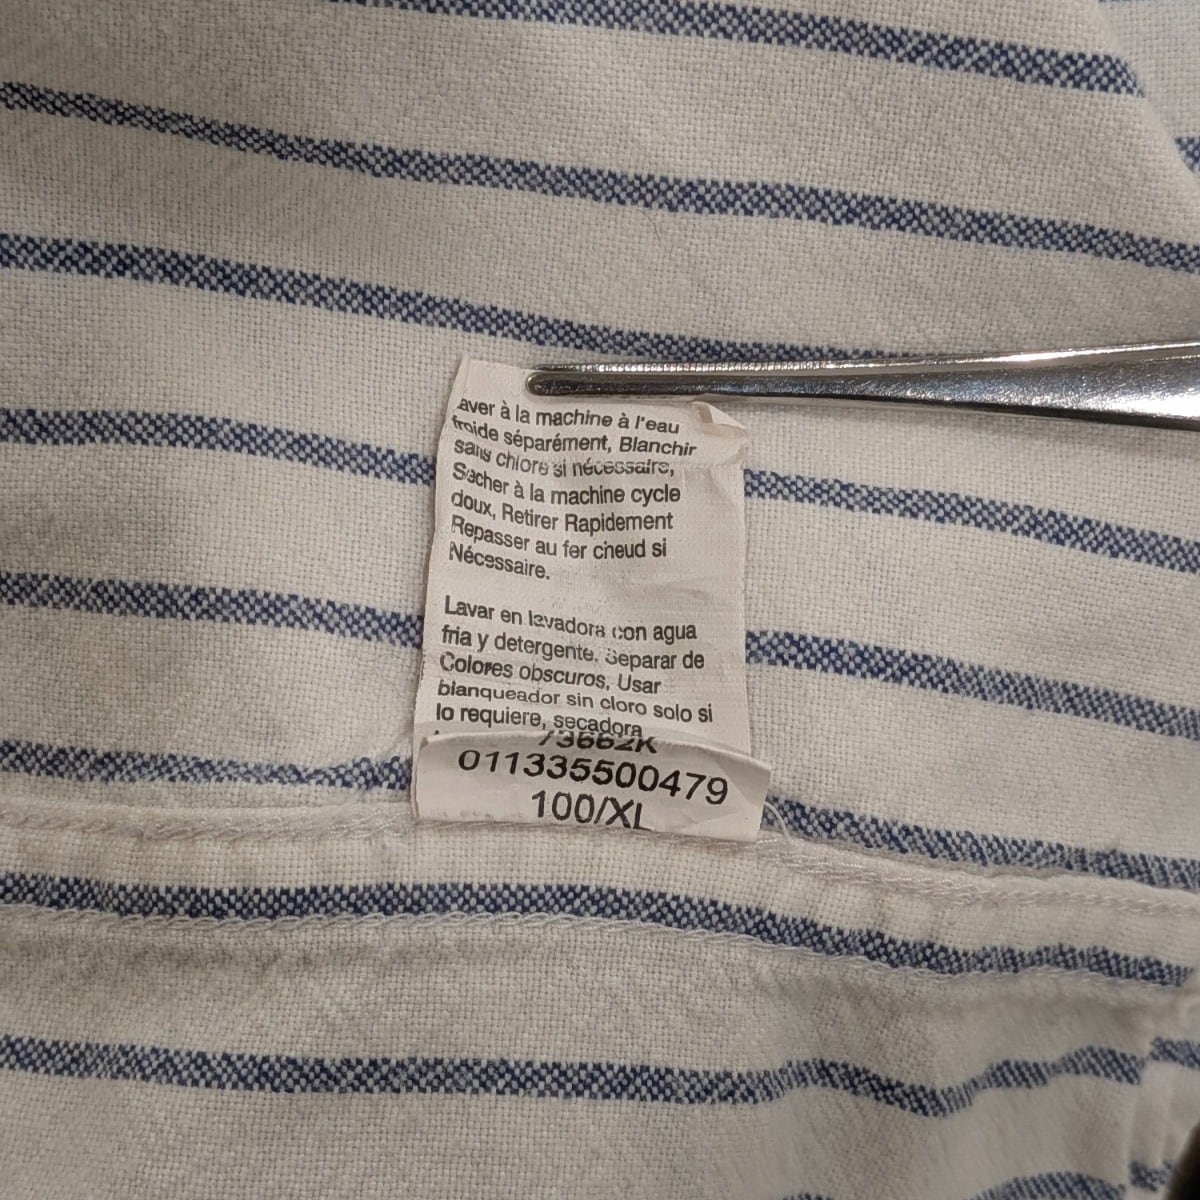 aver à la machine à l'eau
froide séparément, Blanchir
sans chlore si nécessaire,
Sècher à la machine cycle
doux, Retirer Rapidement
Repasser au fer cheud si
Nécessaire.
Lavar en lavadora con agua
fria y detergente. Separar de
Colores obscuros, Usar
blanqueador sin cloro solo si
lo requiere, secadora
73662K
011335500479
100/XL